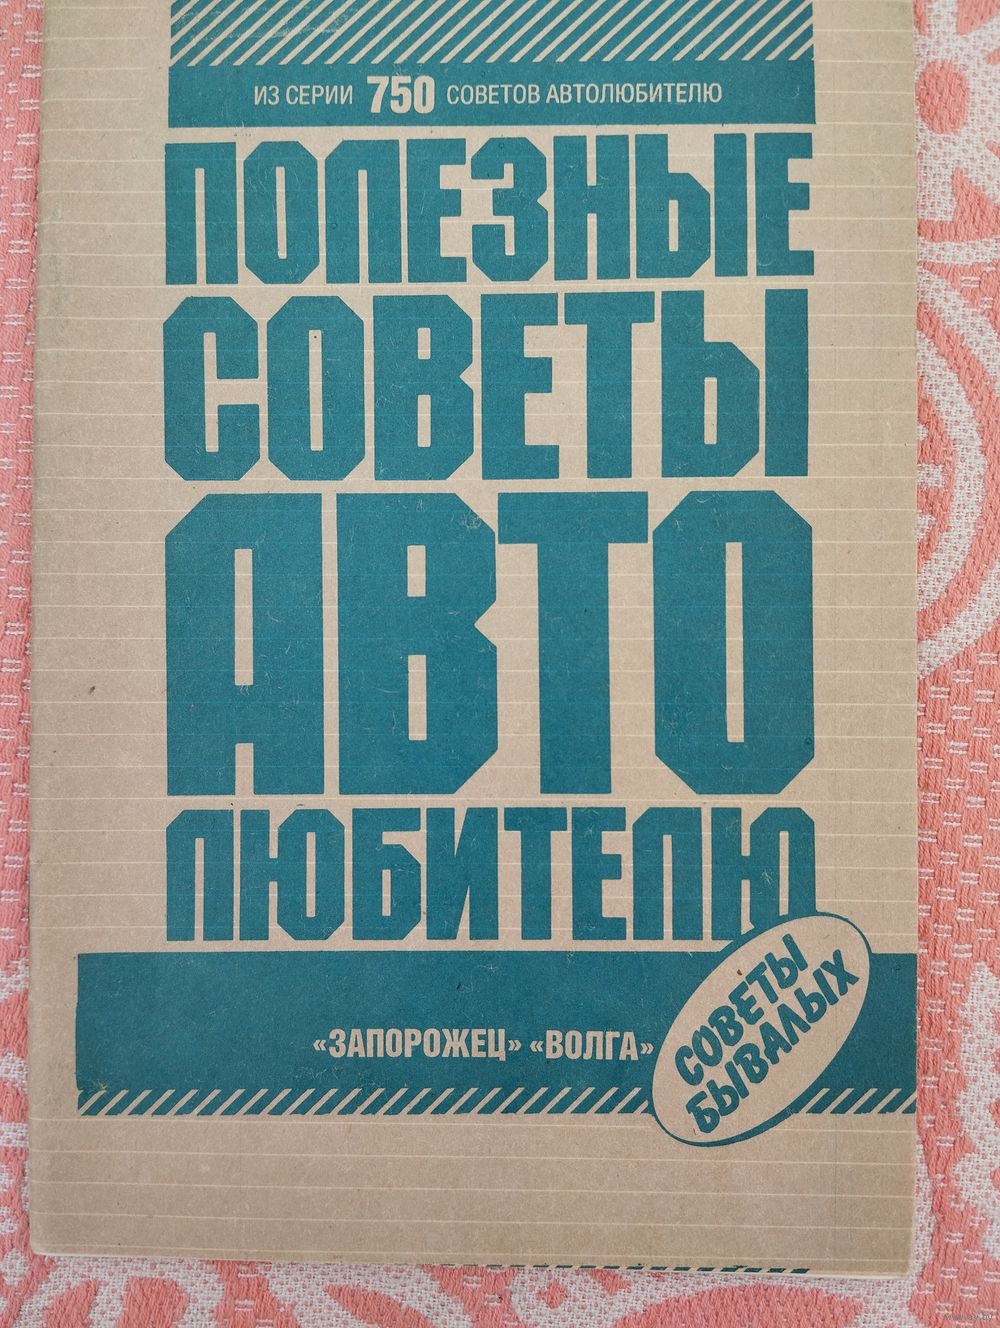 ИЗ СЕРИИ 750 СОВЕТОВ АВТОЛЮБИТЕЛЮ
ПОЛЕЗНЫЕ
СОВЕТЫ
АВТО
ЛЮБИТЕЛЮ
«ЗАПОРОЖЕЦ» «ВОЛГА»
СОВЕТЫ
БЫВАЛЫХ